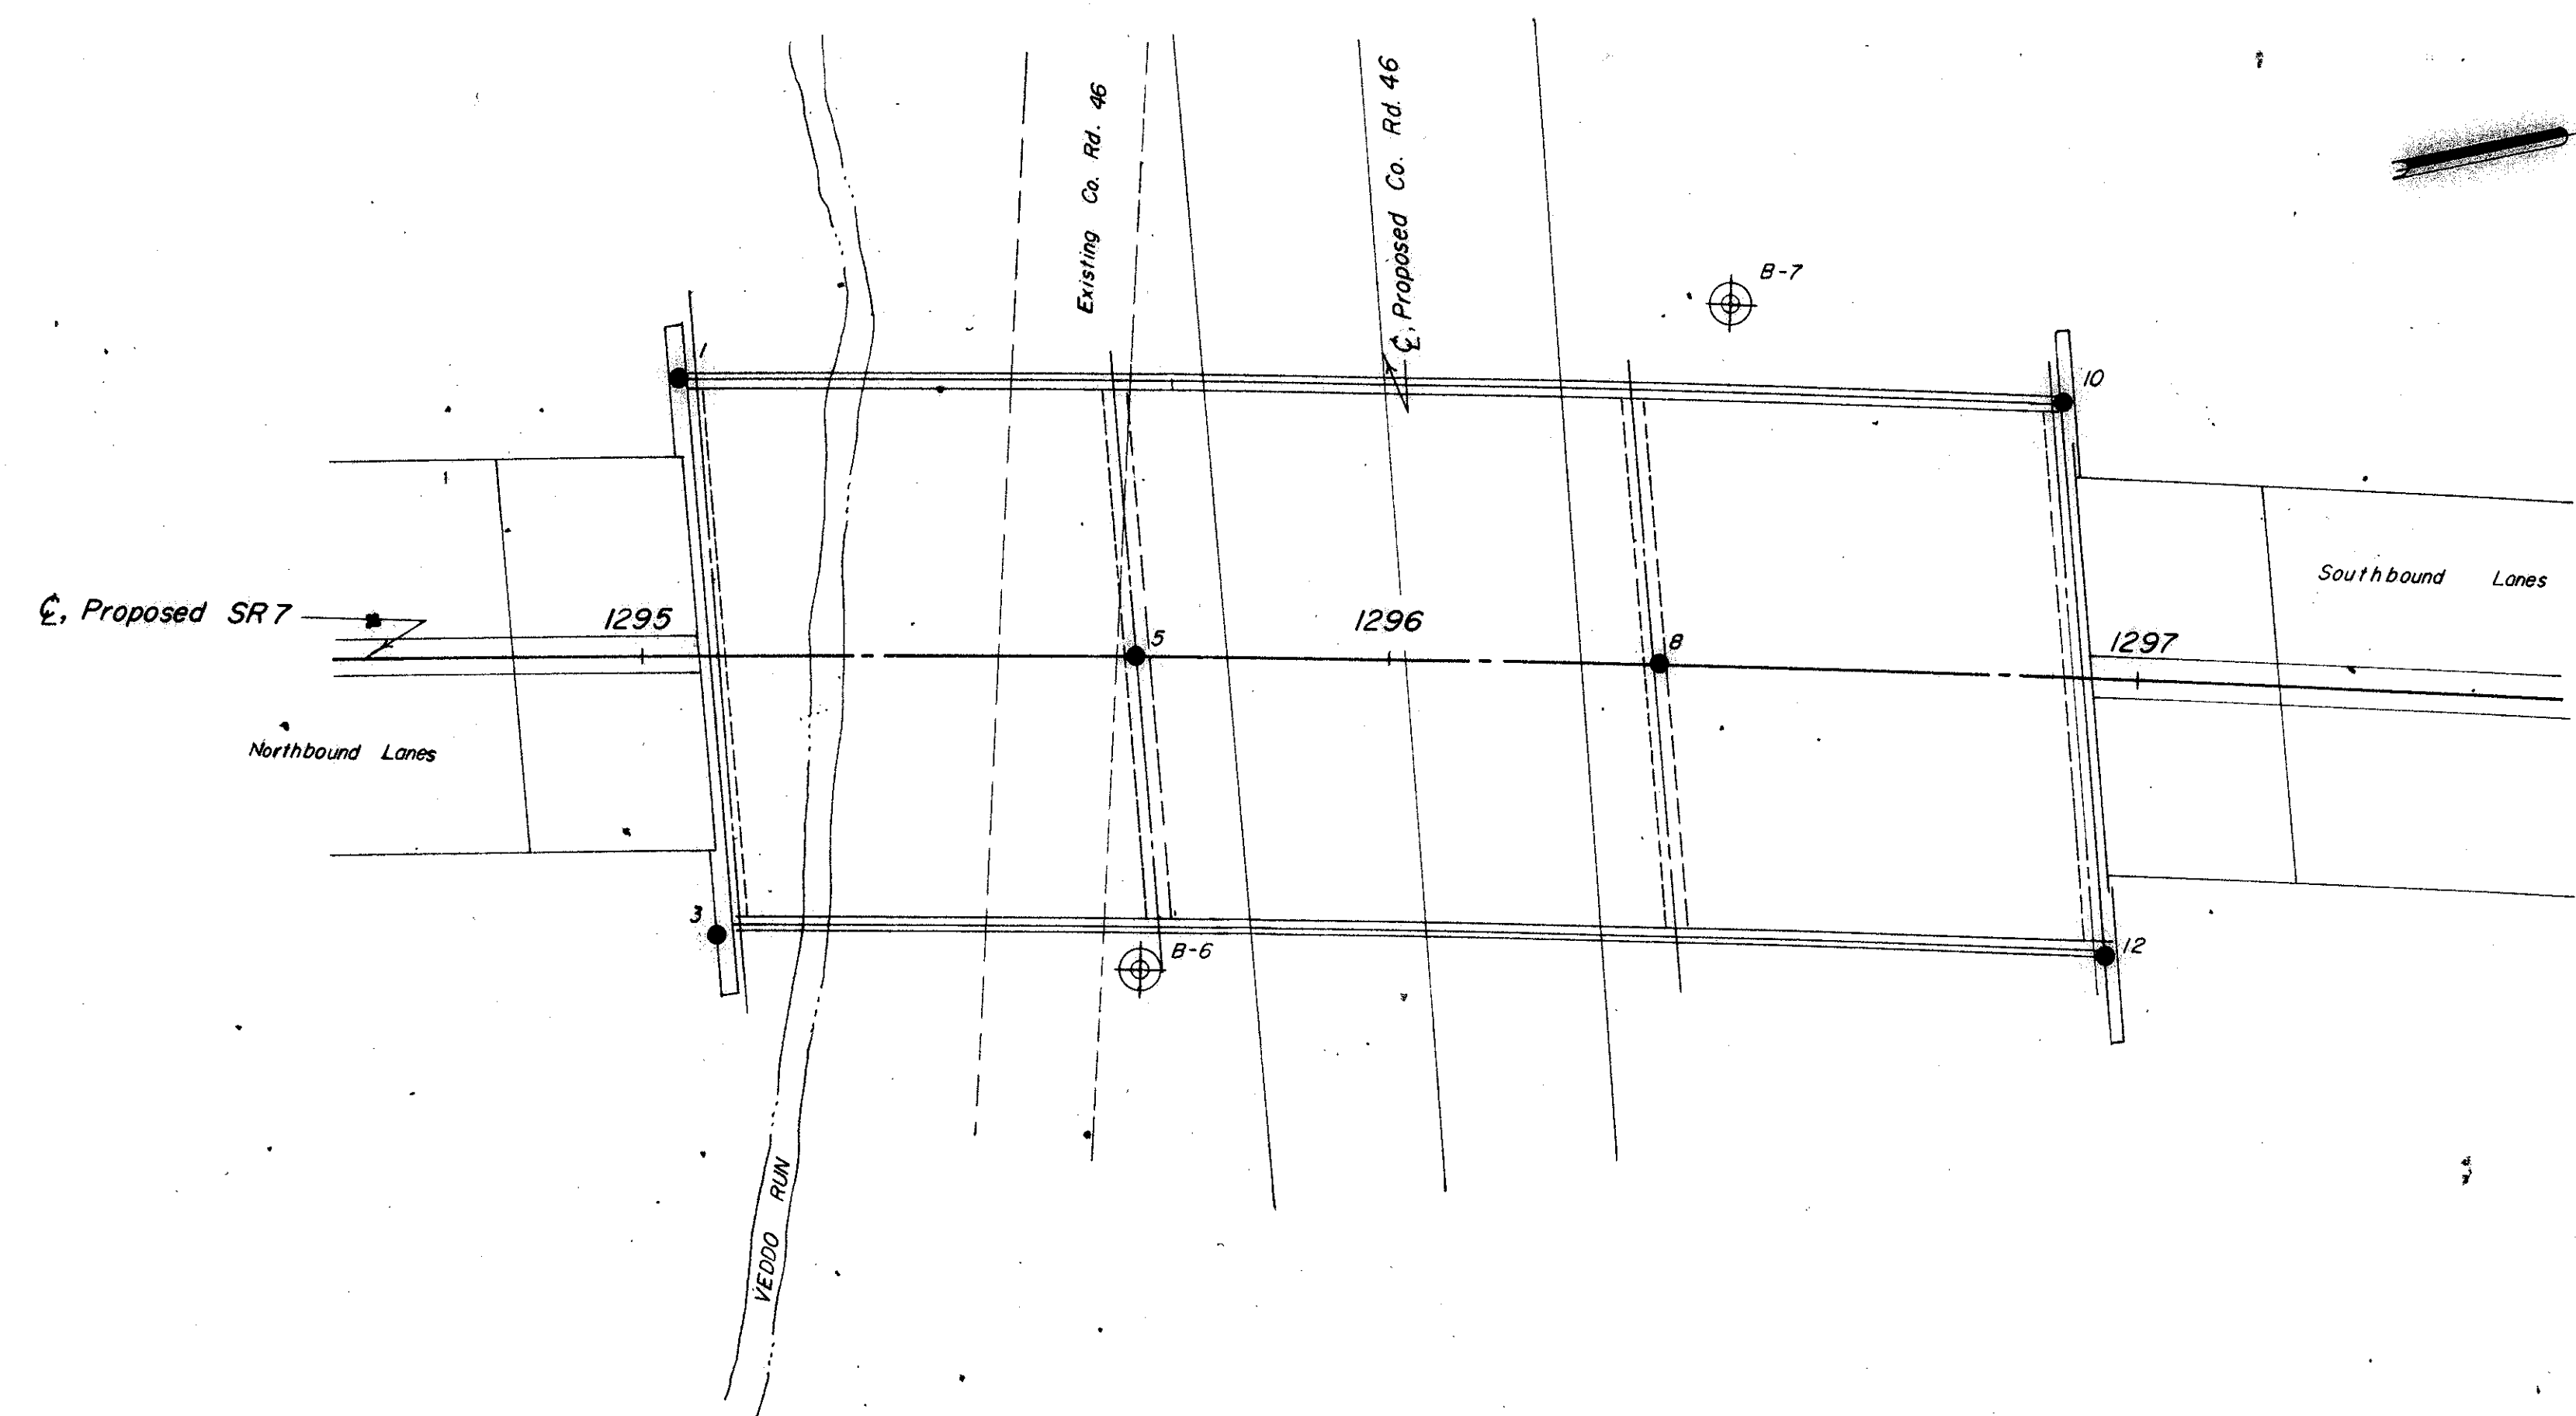 Existing Co. Rd. 46
℄, Proposed Co. Rd. 46
B-7
1
10
Southbound Lanes
℄, Proposed SR 7
1295
5
1296
8
1297
Northbound Lanes
3
B-6
12
VEDDO RUN